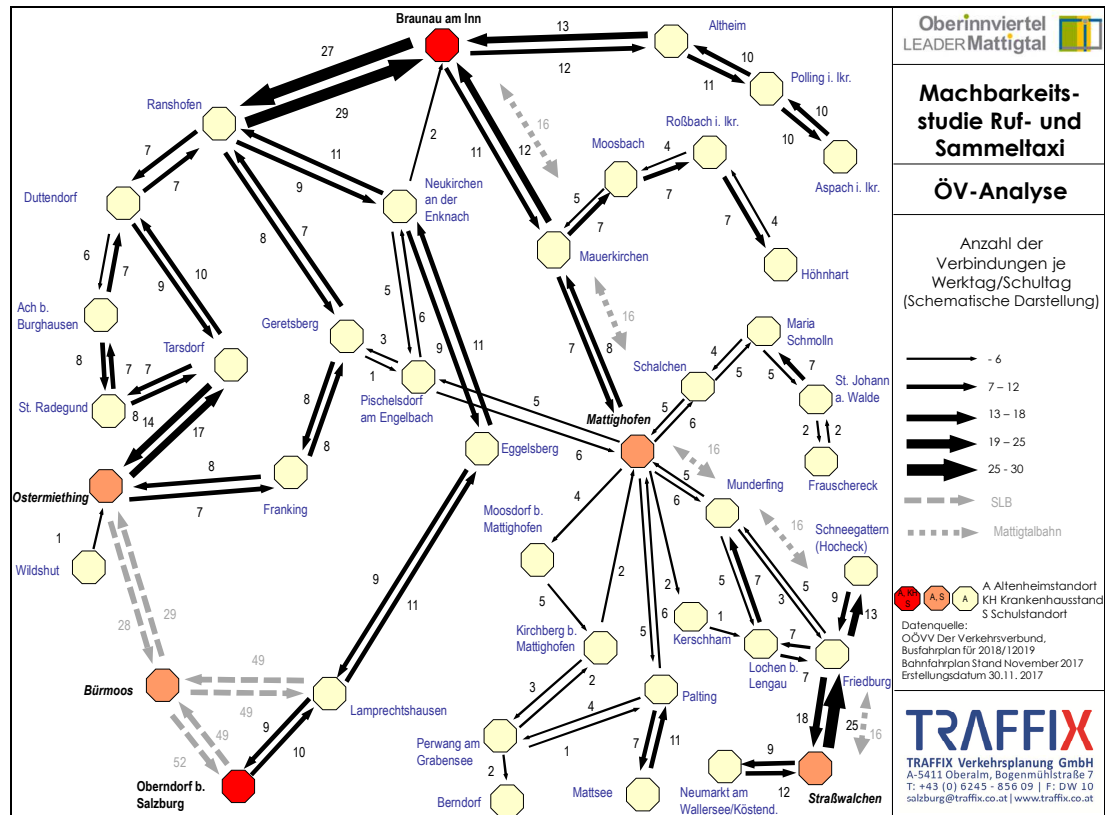 Braunau am Inn
13
Altheim
12
27
29
Ranshofen
10
11
Polling i. Ikr.
10
10
Aspach i. Ikr.
16
12
11
2
Roßbach i. Ikr.
Moosbach
4
5
7
7
4
Höhnhart
Mauerkirchen
7
7
Duttendorf
11
9
Neukirchen
an der
Enknach
8
7
6
7
10
9
Ach b.
Burghausen
Geretsberg
5
6
9
11
16
7
8
Maria
Schmolln
Schalchen
4
5
5
7
St. Johann
a. Walde
Tarsdorf
8
7
7
3
1
Pischelsdorf
am Engelbach
St. Radegund
8
14
17
8
8
5
6
Mattighofen
5
6
2
2
Frauschereck
Eggelsberg
16
Ostermiething
8
7
Franking
5
6
Munderfing
16
Schneegattern
(Hocheck)
Moosdorf b.
Mattighofen
4
1
Wildshut
2
2
6
5
5
7
5
3
9
13
5
Kirchberg b.
Mattighofen
Kerschham
1
7
Lochen b.
Lengau
7
Friedburg
9
11
29
28
Bürmoos
49
49
Lamprechtshausen
49
52
9
10
Oberndorf b.
Salzburg
3
2
Palting
4
1
Perwang am
Grabensee
2
Berndorf
7
11
Mattsee
18
25
16
9
12
Neumarkt am
Wallersee/Köstend.
Straßwalchen
Oberinnviertel
LEADER Mattigtal
Machbarkeits-
studie Ruf- und
Sammeltaxi
ÖV-Analyse
Anzahl der
Verbindungen je
Werktag/Schultag
(Schematische Darstellung)
- 6
7 – 12
13 – 18
19 – 25
25 - 30
SLB
Mattigtalbahn
A, KH
S
A, S
A
A Altenheimstandort
KH Krankenhausstand
S Schulstandort
Datenquelle:
OÖVV Der Verkehrsverbund,
Busfahrplan für 2018/12019
Bahnfahrplan Stand November 2017
Erstellungsdatum 30.11. 2017
TRAFFIX
TRAFFIX Verkehrsplanung GmbH
A-5411 Oberalm, Bogenmühlstraße 7
T: +43 (0) 6245 - 856 09 | F: DW 10
salzburg@traffix.co.at | www.traffix.co.at